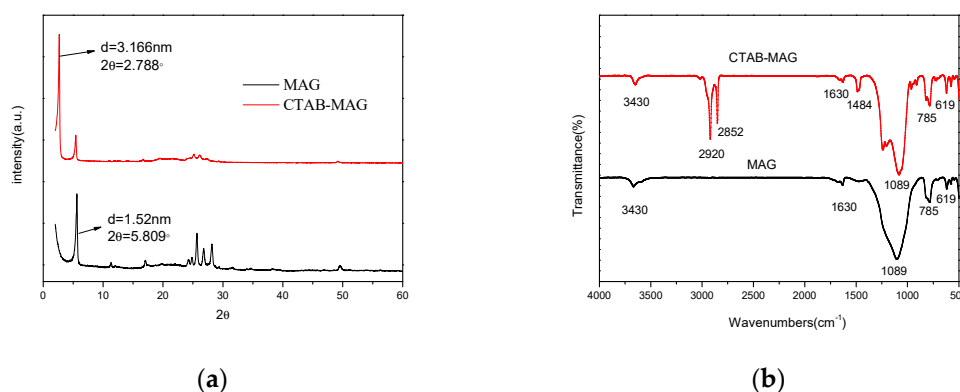 d=3.166nm
2θ=2.788°
MAG
CTAB-MAG
d=1.52nm
2θ=5.809°
intensity(a.u.)
0 10 20 30 40 50 60
2θ
(a)
CTAB-MAG
3430
2920
2852
1630
1484
1089
785
619
MAG
3430
1630
1089
785
619
Transmittance(%)
4000 3500 3000 2500 2000 1500 1000 500
Wavenumbers(cm-1)
(b)